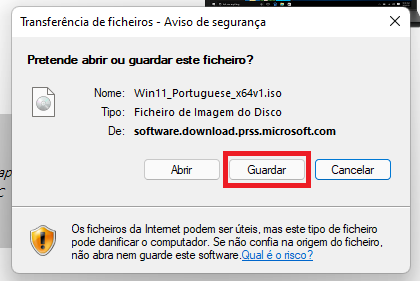 Transferência de ficheiros - Aviso de segurança
Pretende abrir ou guardar este ficheiro?
Nome: Win11_Portuguese_x64v1.iso
Tipo: Ficheiro de Imagem do Disco
De: software.download.prss.microsoft.com
Abrir Guardar Cancelar
ap
C
Os ficheiros da Internet podem ser úteis, mas este tipo de ficheiro
pode danificar o computador. Se não confia na origem do ficheiro,
não abra nem guarde este software. Qual é o risco?